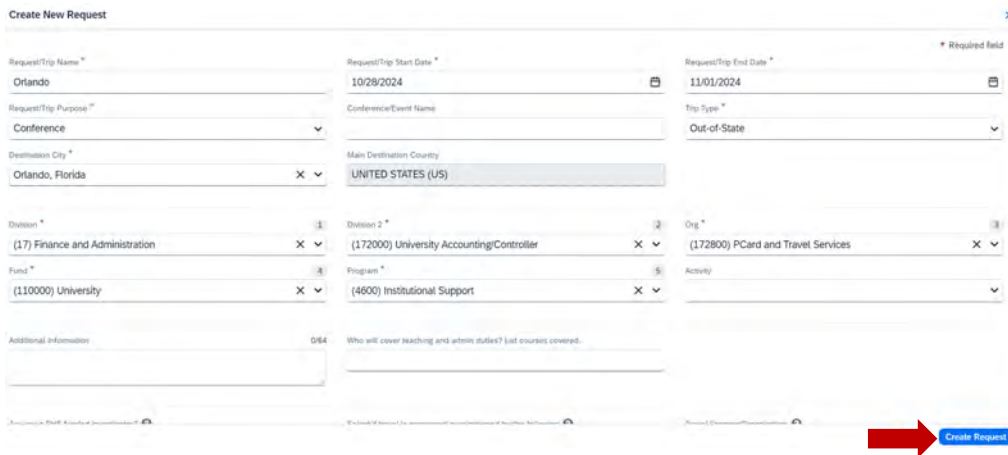 Create New Request
* Required field
Request/Trip Name * Request/Trip Start Date * Request/Trip End Date *
Orlando 10/28/2024 11/01/2024
Request/Trip Purpose * Conference/Event Name Trip Type *
Conference Out-of-State
Destination City * Main Destination Country
Orlando, Florida UNITED STATES (US)
Division * 1 Division 2 * 2 Org * 3
(17) Finance and Administration (172000) University Accounting/Controller (172800) PCard and Travel Services
Fund * 4 Program * 5 Activity
(110000) University (4600) Institutional Support
Additional Information 0/64 Who will cover teaching and admin duties? List courses covered.
Create Request